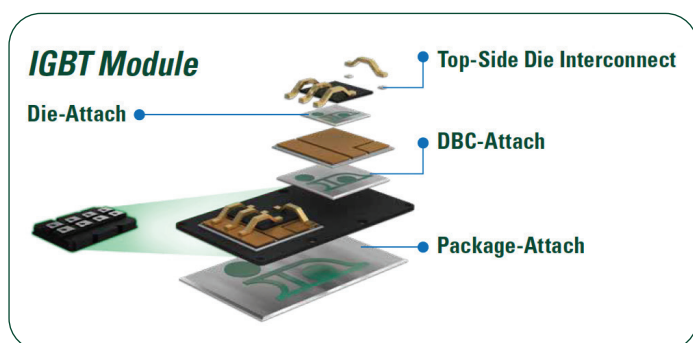 IGBT Module
Top-Side Die Interconnect
Die-Attach
DBC-Attach
Package-Attach